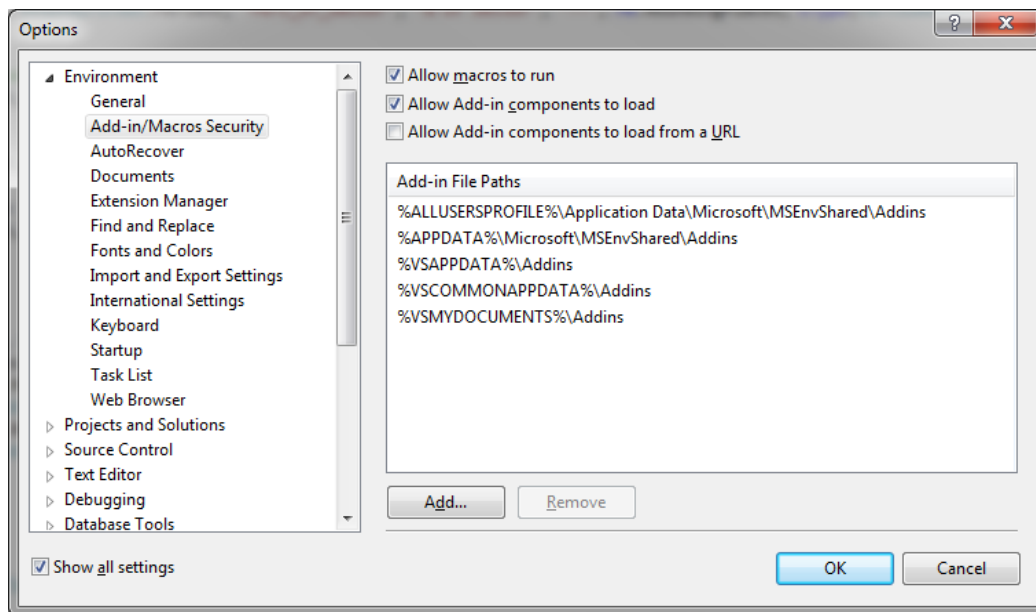 Options
Environment
General
Add-in/Macros Security
AutoRecover
Documents
Extension Manager
Find and Replace
Fonts and Colors
Import and Export Settings
International Settings
Keyboard
Startup
Task List
Web Browser
Projects and Solutions
Source Control
Text Editor
Debugging
Database Tools
Show all settings
Allow macros to run
Allow Add-in components to load
Allow Add-in components to load from a URL
Add-in File Paths
%ALLUSERSPROFILE%\Application Data\Microsoft\MSEnvShared\Addins
%APPDATA%\Microsoft\MSEnvShared\Addins
%VSAPPDATA%\Addins
%VSCOMMONAPPDATA%\Addins
%VSMYDOCUMENTS%\Addins
Add... Remove
OK Cancel